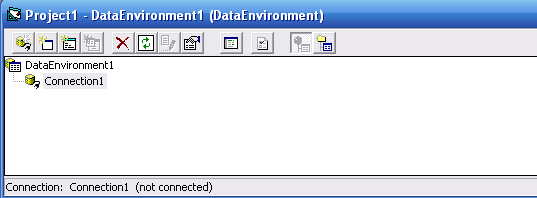 Project1 - DataEnvironment1 (DataEnvironment)
DataEnvironment1
Connection1
Connection: Connection1 (not connected)